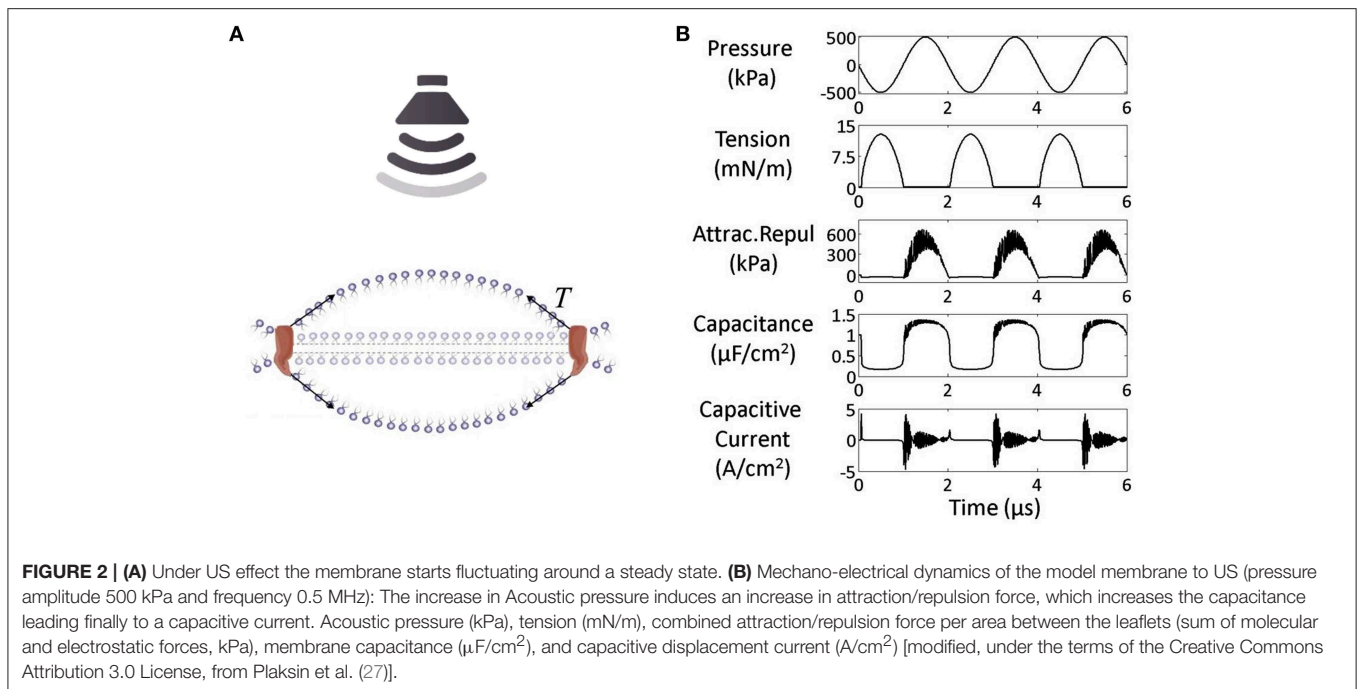 A
T
B
Pressure
(kPa)
500
0
-500
0 2 4 6
Tension
(mN/m)
15
7.5
0
0 2 4 6
Attrac.Repul
(kPa)
600
300
0
0 2 4 6
Capacitance
(µF/cm²)
1.5
1
0.5
0
0 2 4 6
Capacitive
Current
(A/cm²)
5
0
-5
0 2 4 6
Time (µs)
FIGURE 2 | (A) Under US effect the membrane starts fluctuating around a steady state. (B) Mechano-electrical dynamics of the model membrane to US (pressure
amplitude 500 kPa and frequency 0.5 MHz): The increase in Acoustic pressure induces an increase in attraction/repulsion force, which increases the capacitance
leading finally to a capacitive current. Acoustic pressure (kPa), tension (mN/m), combined attraction/repulsion force per area between the leaflets (sum of molecular
and electrostatic forces, kPa), membrane capacitance (µF/cm²), and capacitive displacement current (A/cm²) [modified, under the terms of the Creative Commons
Attribution 3.0 License, from Plaksin et al. (27)].